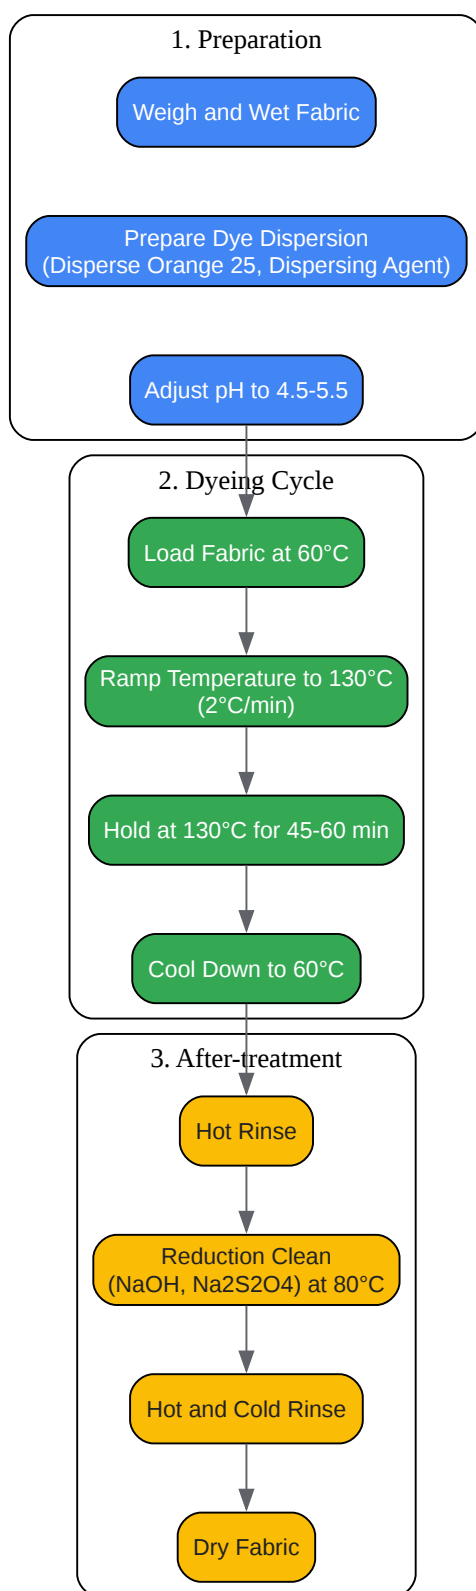 1. Preparation
Weigh and Wet Fabric
Prepare Dye Dispersion
(Disperse Orange 25, Dispersing Agent)
Adjust pH to 4.5-5.5
2. Dyeing Cycle
Load Fabric at 60°C
Ramp Temperature to 130°C
(2°C/min)
Hold at 130°C for 45-60 min
Cool Down to 60°C
3. After-treatment
Hot Rinse
Reduction Clean
(NaOH, Na2S2O4) at 80°C
Hot and Cold Rinse
Dry Fabric